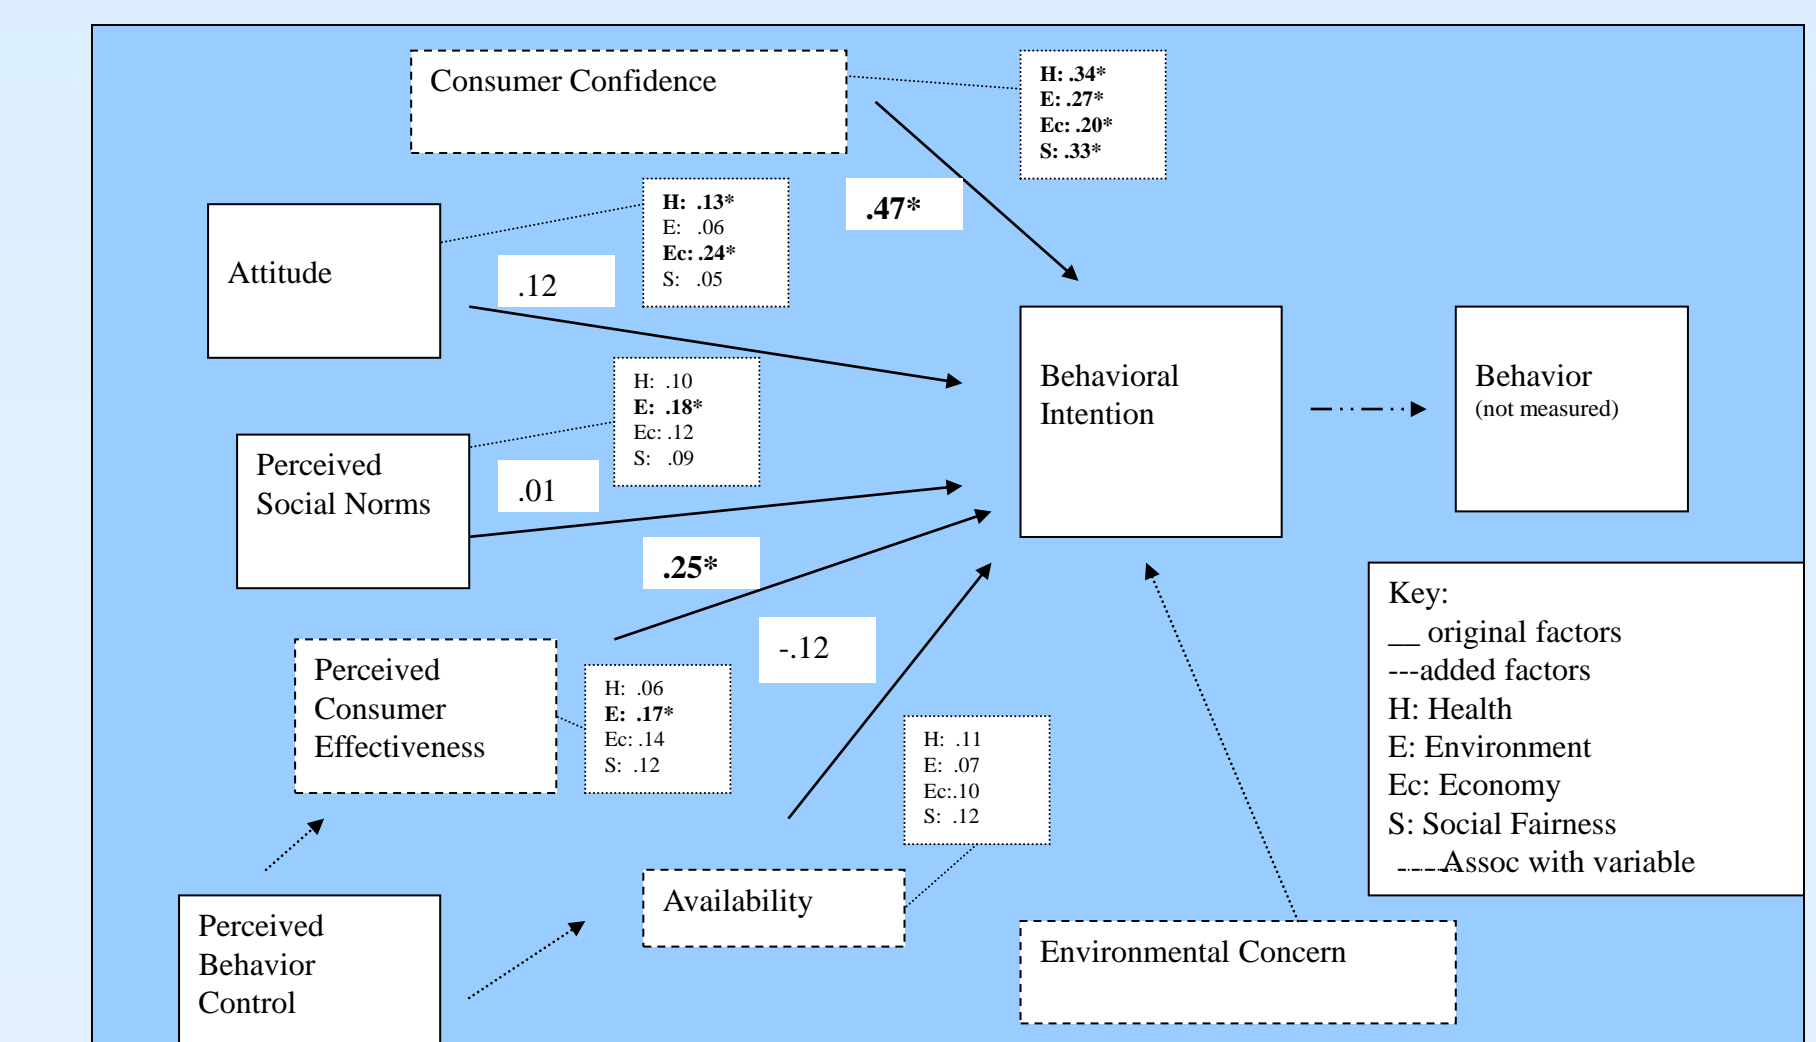 Consumer Confidence
H: .34*
E: .27*
Ec: .20*
S: .33*
.47*
Attitude
H: .13*
E: .06
Ec: .24*
S: .05
.12
Perceived
Social Norms
H: .10
E: .18*
Ec: .12
S: .09
.01
Behavioral
Intention
Behavior
(not measured)
.25*
-.12
Perceived
Consumer
Effectiveness
H: .06
E: .17*
Ec: .14
S: .12
H: .11
E: .07
Ec:.10
S: .12
Key:
__ original factors
---added factors
H: Health
E: Environment
Ec: Economy
S: Social Fairness
Assoc with variable
Availability
Perceived
Behavior
Control
Environmental Concern